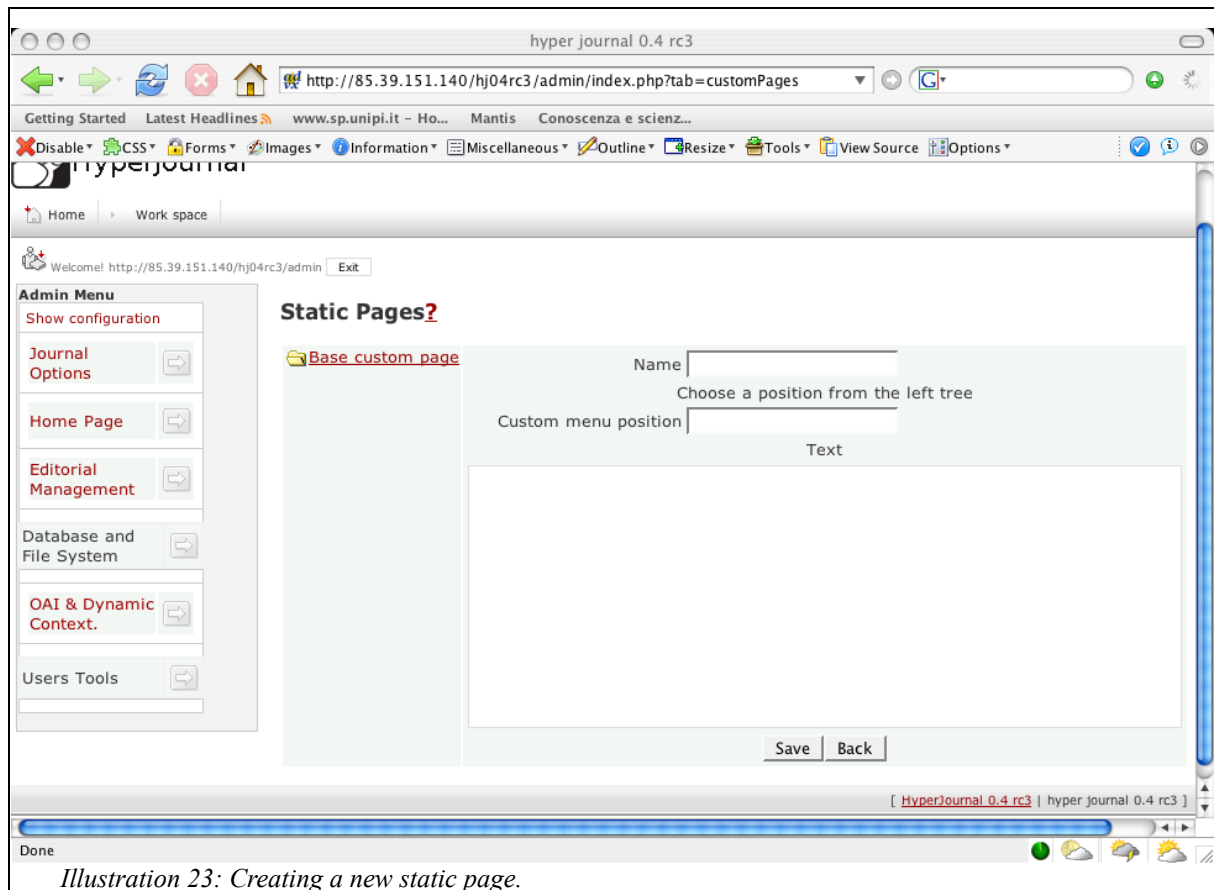 hyper journal 0.4 rc3
http://85.39.151.140/hj04rc3/admin/index.php?tab=customPages
G
Getting Started Latest Headlines www.sp.unipi.it – Ho... Mantis Conoscenza e scienz...
Disable CSS Forms Images Information Miscellaneous Outline Resize Tools View Source Options
Hyperjournal
Home Work space
Welcome! http://85.39.151.140/hj04rc3/admin Exit
Admin Menu
Show configuration
Journal
Options
Home Page
Editorial
Management
Database and
File System
OAI & Dynamic
Context.
Users Tools
Static Pages?
Base custom page
Name
Choose a position from the left tree
Custom menu position
Text
Save Back
[ HyperJournal 0.4 rc3 | hyper journal 0.4 rc3 ]
Done
Illustration 23: Creating a new static page.